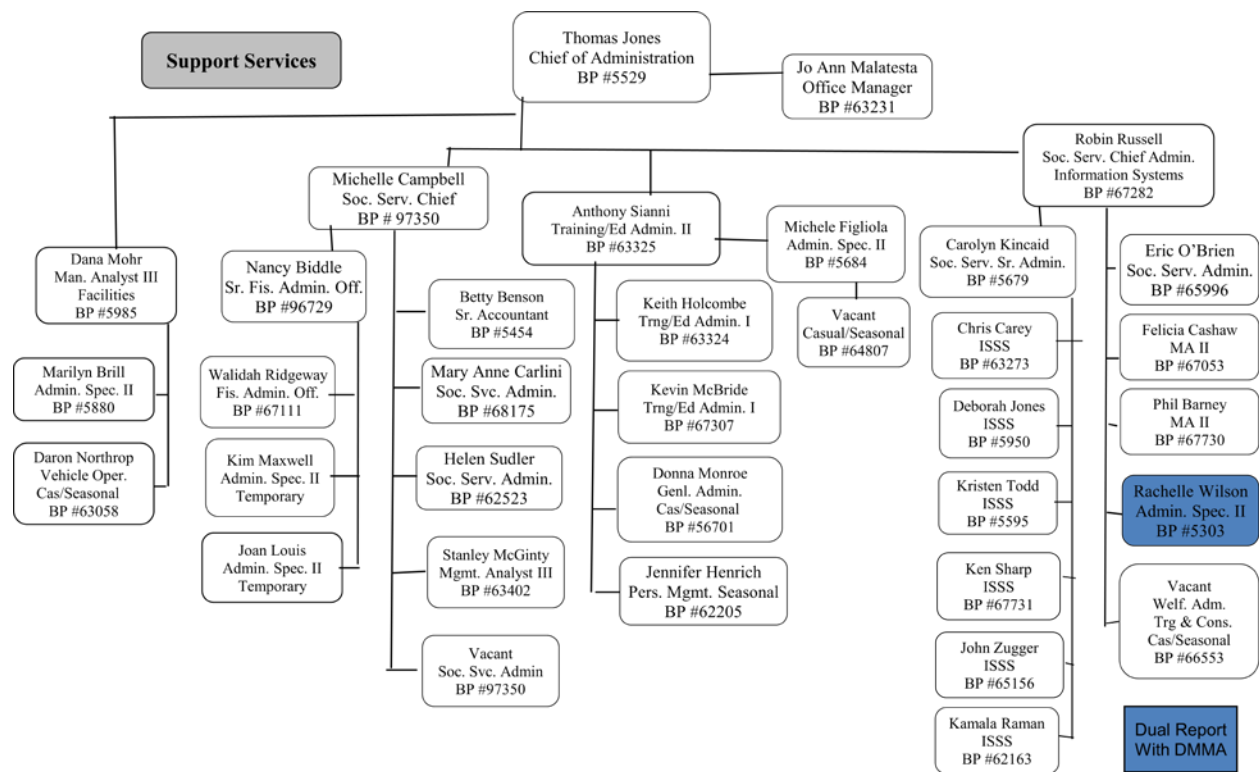 Support Services
Thomas Jones
Chief of Administration
BP #5529
Jo Ann Malatesta
Office Manager
BP #63231
Robin Russell
Soc. Serv. Chief Admin.
Information Systems
BP #67282
Michelle Campbell
Soc. Serv. Chief
BP # 97350
Anthony Sianni
Training/Ed Admin. II
BP #63325
Michele Figliola
Admin. Spec. II
BP #5684
Vacant
Casual/Seasonal
BP #64807
Dana Mohr
Man. Analyst III
Facilities
BP #5985
Marilyn Brill
Admin. Spec. II
BP #5880
Daron Northrop
Vehicle Oper.
Cas/Seasonal
BP #63058
Nancy Biddle
Sr. Fis. Admin. Off.
BP #96729
Walidah Ridgeway
Fis. Admin. Off.
BP #67111
Kim Maxwell
Admin. Spec. II
Temporary
Joan Louis
Admin. Spec. II
Temporary
Betty Benson
Sr. Accountant
BP #5454
Mary Anne Carlini
Soc. Svc. Admin.
BP #68175
Helen Sudler
Soc. Serv. Admin.
BP #62523
Stanley McGinty
Mgmt. Analyst III
BP #63402
Vacant
Soc. Svc. Admin
BP #97350
Keith Holcombe
Trng/Ed Admin. I
BP #63324
Kevin McBride
Trng/Ed Admin. I
BP #67307
Donna Monroe
Genl. Admin.
Cas/Seasonal
BP #56701
Jennifer Henrich
Pers. Mgmt. Seasonal
BP #62205
Carolyn Kincaid
Soc. Serv. Sr. Admin.
BP #5679
Chris Carey
ISSS
BP #63273
Deborah Jones
ISSS
BP #5950
Kristen Todd
ISSS
BP #5595
Ken Sharp
ISSS
BP #67731
John Zugger
ISSS
BP #65156
Kamala Raman
ISSS
BP #62163
Eric O’Brien
Soc. Serv. Admin.
BP #65996
Felicia Cashaw
MA II
BP #67053
Phil Barney
MA II
BP #67730
Rachelle Wilson
Admin. Spec. II
BP #5303
Vacant
Welf. Adm.
Trg & Cons.
Cas/Seasonal
BP #66553
Dual Report
With DMMA